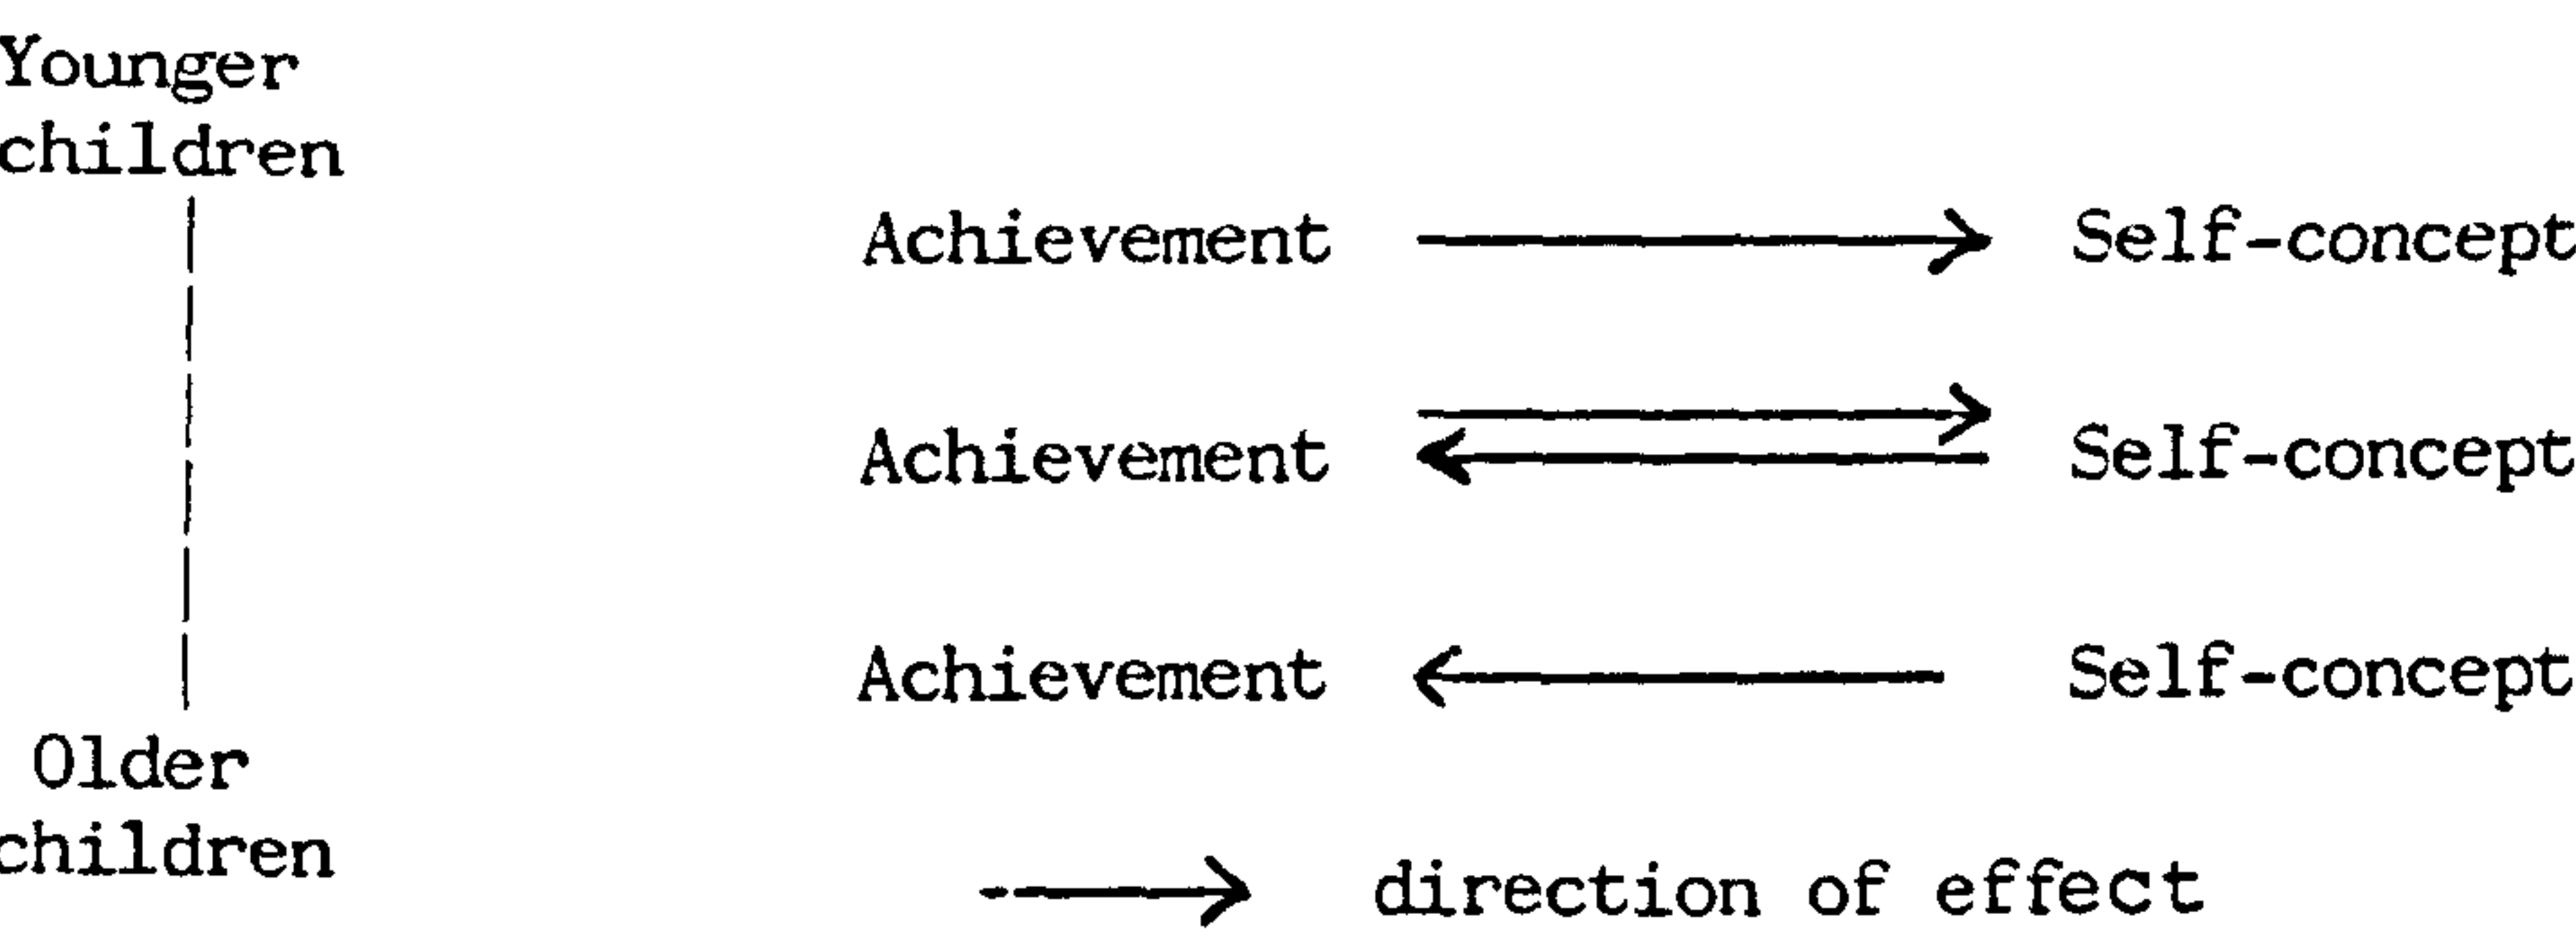 Younger
children
Achievement Self-concept
Achievement Self-concept
Achievement Self-concept
Older
children
direction of effect